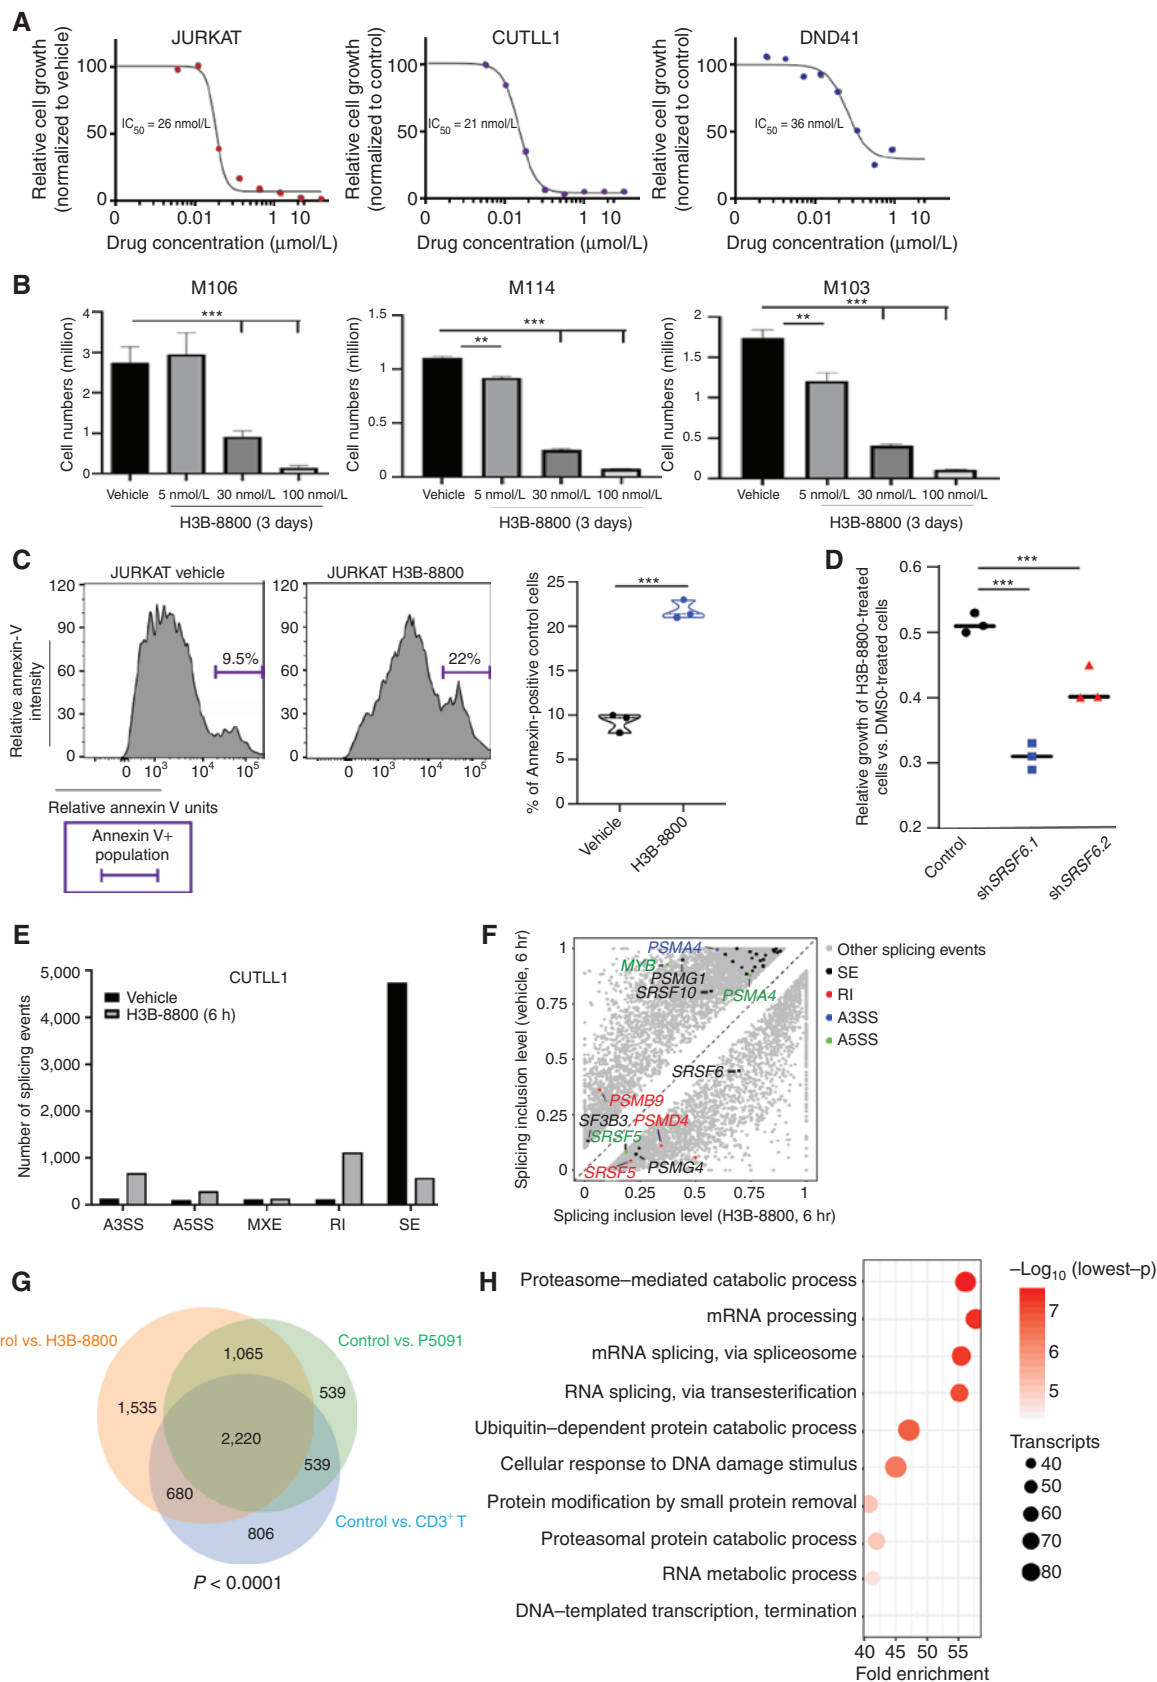 A
JURKAT
CUTLL1
DND41
Relative cell growth
(normalized to vehicle)
100
50
0
IC50 = 26 nmol/L
0 0.01 1 10
Drug concentration (μmol/L)
Relative cell growth
(normalized to control)
100
50
0
IC50 = 21 nmol/L
0 0.01 1 10
Drug concentration (μmol/L)
Relative cell growth
(normalized to control)
100
50
0
IC50 = 36 nmol/L
0 0.01 1 10
Drug concentration (μmol/L)
B
M106
Cell numbers (million)
4
3
2
1
0
***
Vehicle 5 nmol/L 30 nmol/L 100 nmol/L
H3B-8800 (3 days)
M114
Cell numbers (million)
1.5
1
0.5
0
***
**
Vehicle 5 nmol/L 30 nmol/L 100 nmol/L
H3B-8800 (3 days)
M103
Cell numbers (million)
2
1.5
1
0.5
0
***
**
Vehicle 5 nmol/L 30 nmol/L 100 nmol/L
H3B-8800 (3 days)
C
JURKAT vehicle
Relative annexin-V
intensity
120
90
60
30
0
9.5%
0 10³ 10⁴ 10⁵
Relative annexin V units
Annexin V+
population
JURKAT H3B-8800
120
90
60
30
0
22%
0 10³ 10⁴ 10⁵
% of Annexin-positive control cells
25
20
15
10
5
0
***
Vehicle
H3B-8800
D
Relative growth of H3B-8800-treated
cells vs. DMS0-treated cells
0.6
0.5
0.4
0.3
0.2
***
***
Control
shSRSF6.1
shSRSF6.2
E
CUTLL1
Number of splicing events
5,000
4,000
3,000
2,000
1,000
0
Vehicle
H3B-8800 (6 h)
A3SS A5SS MXE RI SE
F
Splicing inclusion level (vehicle, 6 hr)
1
0.75
0.5
0.25
0
PSMA4
MYB
PSMG1
SRSF10
PSMA4
SRSF6
PSMB9
SF3B3
PSMD4
SRSF5
PSMG4
SRSF5
0 0.25 0.5 0.75 1
Splicing inclusion level (H3B-8800, 6 hr)
Other splicing events
SE
RI
A3SS
A5SS
G
rol vs. H3B-8800
Control vs. P5091
1,065
539
1,535
2,220
539
680
806
Control vs. CD3⁺ T
P < 0.0001
H
Proteasome–mediated catabolic process
mRNA processing
mRNA splicing, via spliceosome
RNA splicing, via transesterification
Ubiquitin–dependent protein catabolic process
Cellular response to DNA damage stimulus
Protein modification by small protein removal
Proteasomal protein catabolic process
RNA metabolic process
DNA–templated transcription, termination
40 45 50 55
Fold enrichment
–Log10 (lowest–p)
7
6
5
Transcripts
40
50
60
70
80